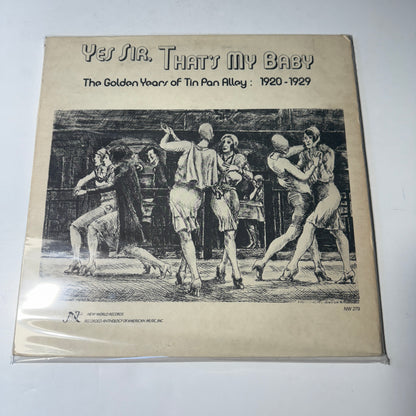 Yes Sir, That's My Baby
The Golden Years of Tin Pan Alley: 1920-1929
NEW WORLD RECORDS
RECORDED ANTHOLOGY OF AMERICAN MUSIC, INC.
NW 279